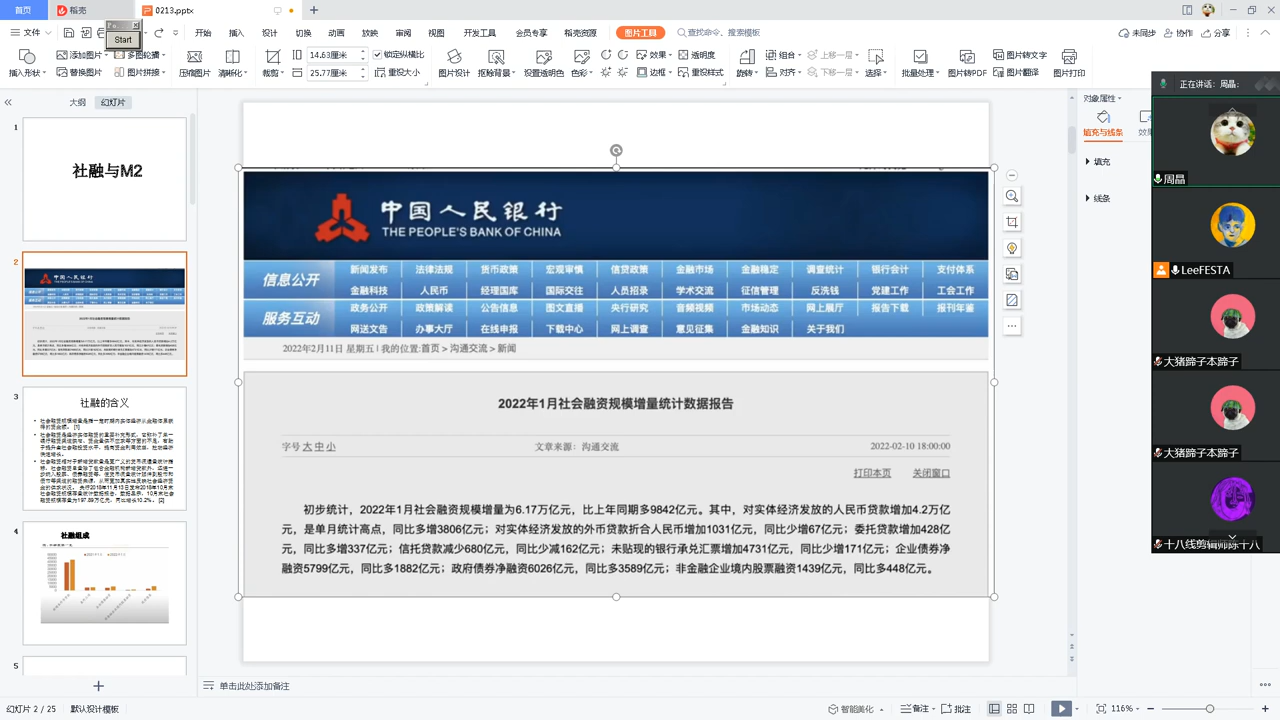 首页
稻壳
0213.pptx
文件
Start
开始
插入
设计
切换
动画
放映
审阅
视图
开发工具
会员专享
稻壳资源
图片工具
查找命令、搜索模板
未同步
协作
分享
插入形状
添加图片
替换图片
多图轮播
图片拼接
压缩图片
清晰化
裁剪
14.63厘米
25.77厘米
锁定纵横比
重设大小
图片设计
抠除背景
设置透明色
色彩
效果
边框
透明度
重设样式
旋转
组合
对齐
上移一层
下移一层
选择
批量处理
图片转PDF
图片转文字
图片翻译
图片打印
大纲
幻灯片
1
社融与M2
2
3
社融的含义
4
社融组成
5
中国人民银行
THE PEOPLE'S BANK OF CHINA
信息公开
新闻发布 法律法规 货币政策 宏观审慎 信贷政策 金融市场 金融稳定 调查统计 银行会计 支付体系
金融科技 人民币 经理国库 国际交往 人员招录 学术交流 征信管理 反洗钱 党建工作 工会工作
服务互动
政务公开 政策解读 公告信息 图文直播 央行研究 音频视频 市场动态 网上展厅 报告下载 报刊年鉴
网送文告 办事大厅 在线申报 下载中心 网上调查 意见征集 金融知识 关于我们
2022年2月11日 星期五 | 我的位置:首页 > 沟通交流 > 新闻
2022年1月社会融资规模增量统计数据报告
字号 大 中 小
文章来源：沟通交流
2022-02-10 18:00:00
打印本页
关闭窗口
初步统计，2022年1月社会融资规模增量为6.17万亿元，比上年同期多9842亿元。其中，对实体经济发放的人民币贷款增加4.2万亿
元，是单月统计高点，同比多增3806亿元；对实体经济发放的外币贷款折合人民币增加1031亿元，同比少增67亿元；委托贷款增加428亿
元，同比多增337亿元；信托贷款减少680亿元，同比少减162亿元；未贴现的银行承兑汇票增加4731亿元，同比少增171亿元；企业债券净
融资5799亿元，同比多1882亿元；政府债券净融资6026亿元，同比多3589亿元；非金融企业境内股票融资1439亿元，同比多448亿元。
对象属性
填充与线条
效果
填充
线条
正在讲话：周晶;
周晶
LeeFESTA
大猪蹄子本蹄子
大猪蹄子本蹄子
十八线剪辑师陈十八
单击此处添加备注
幻灯片 2 / 25
默认设计模板
智能美化
备注
批注
116%